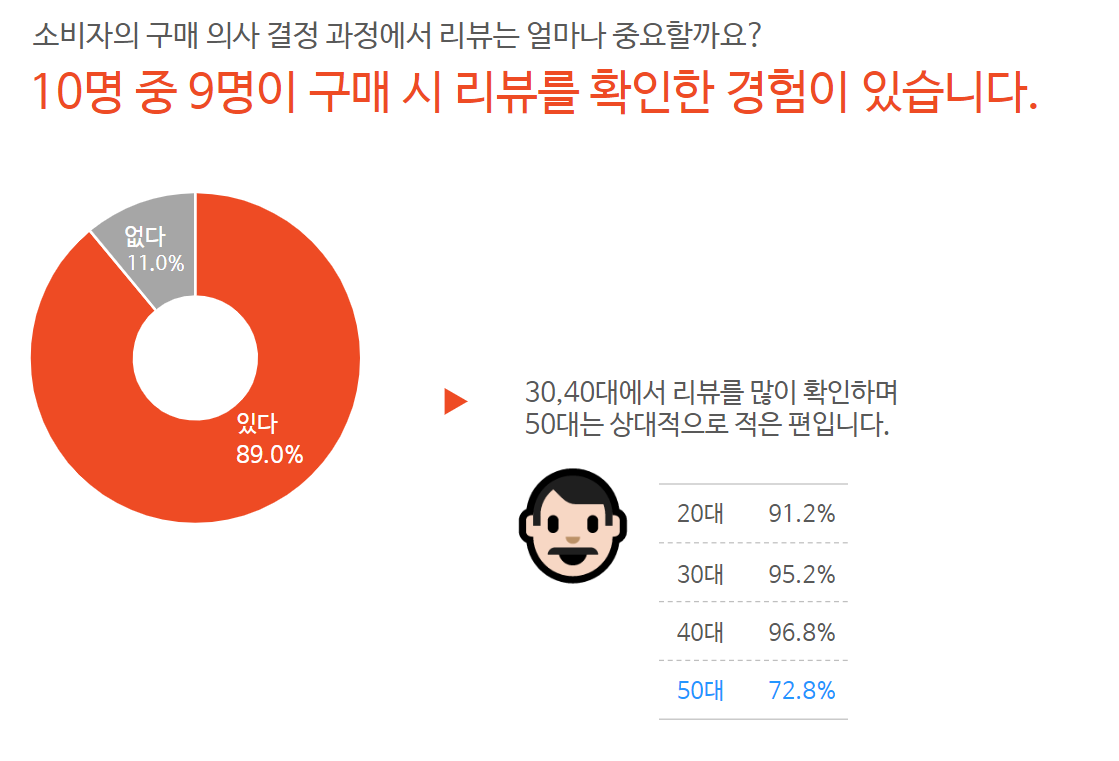 소비자의 구매 의사 결정 과정에서 리뷰는 얼마나 중요할까요?
10명 중 9명이 구매 시 리뷰를 확인한 경험이 있습니다.
없다
11.0%
있다
89.0%
30,40대에서 리뷰를 많이 확인하며
50대는 상대적으로 적은 편입니다.
20대 91.2%
30대 95.2%
40대 96.8%
50대 72.8%